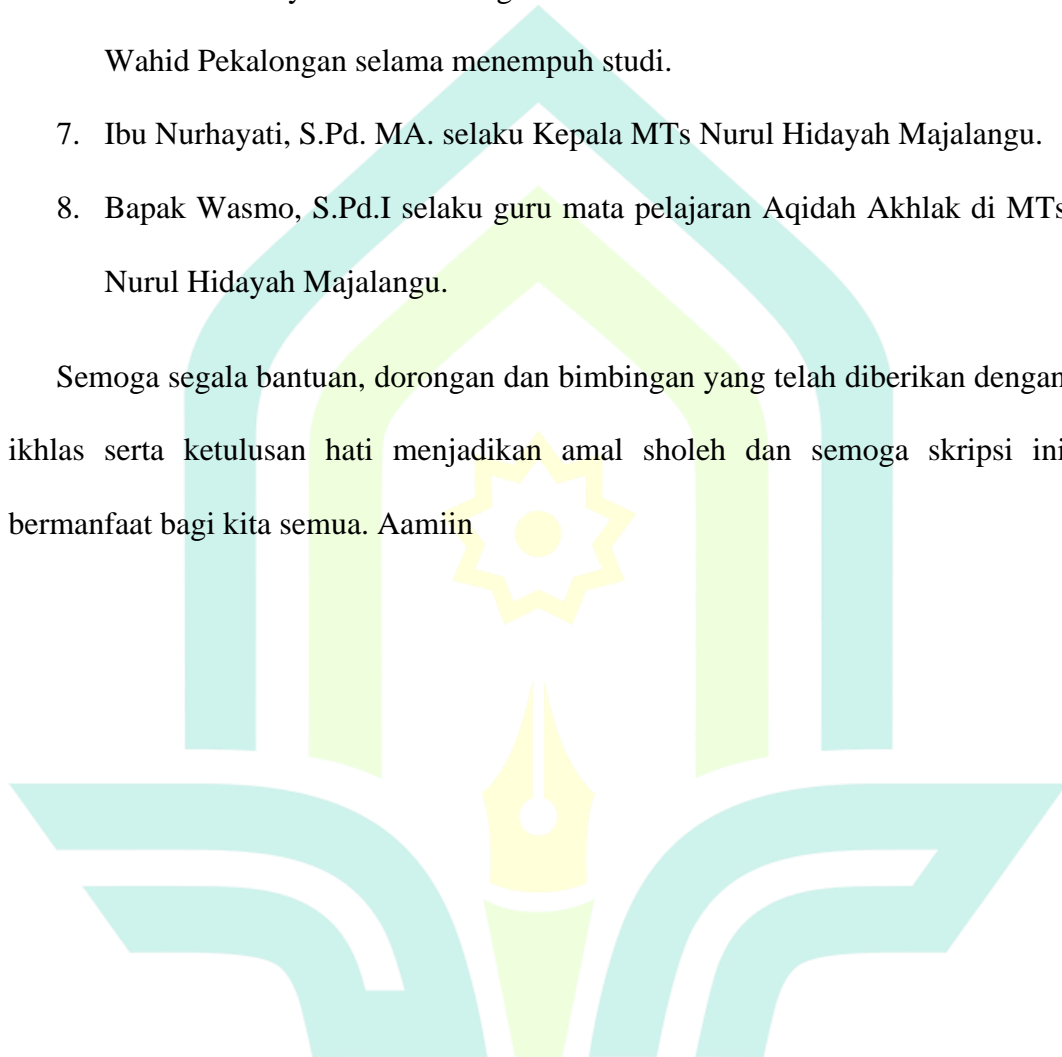 Wahid Pekalongan selama menempuh studi.
7. Ibu Nurhayati, S.Pd. MA. selaku Kepala MTs Nurul Hidayah Majalangu.
8. Bapak Wasmo, S.Pd.I selaku guru mata pelajaran Aqidah Akhlak di MTs
Nurul Hidayah Majalangu.
Semoga segala bantuan, dorongan dan bimbingan yang telah diberikan dengan
ikhlas serta ketulusan hati menjadikan amal sholeh dan semoga skripsi ini
bermanfaat bagi kita semua. Aamiin